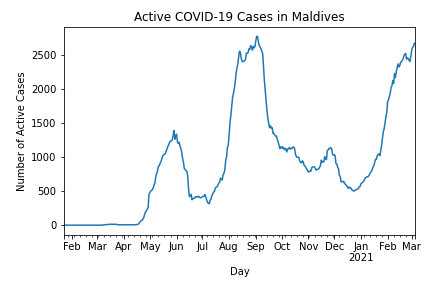 Active COVID-19 Cases in Maldives
Number of Active Cases
2500
2000
1500
1000
500
0
Feb Mar Apr May Jun Jul Aug Sep Oct Nov Dec Jan Feb Mar
2021
Day